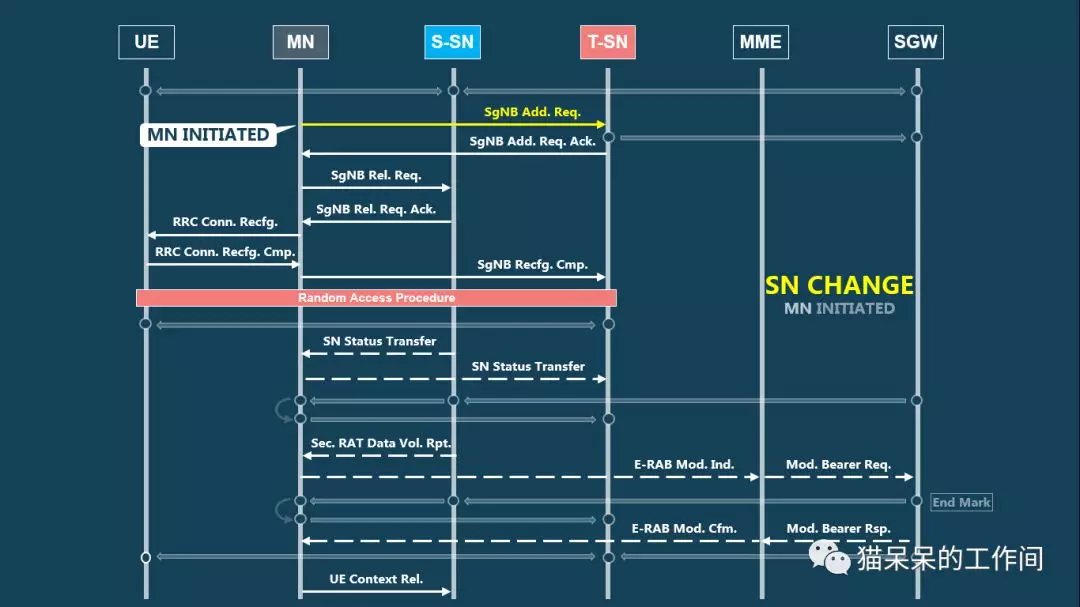 UE
MN
S-SN
T-SN
MME
SGW
SgNB Add. Req.
MN INITIATED
SgNB Add. Req. Ack.
SgNB Rel. Req.
SgNB Rel. Req. Ack.
RRC Conn. Recfg.
RRC Conn. Recfg. Cmp.
SgNB Recfg. Cmp.
SN CHANGE
MN INITIATED
Random Access Procedure
SN Status Transfer
SN Status Transfer
Sec. RAT Data Vol. Rpt.
E-RAB Mod. Ind.
Mod. Bearer Req.
End Mark
E-RAB Mod. Cfm.
Mod. Bearer Rsp.
猫呆呆的工作间
UE Context Rel.